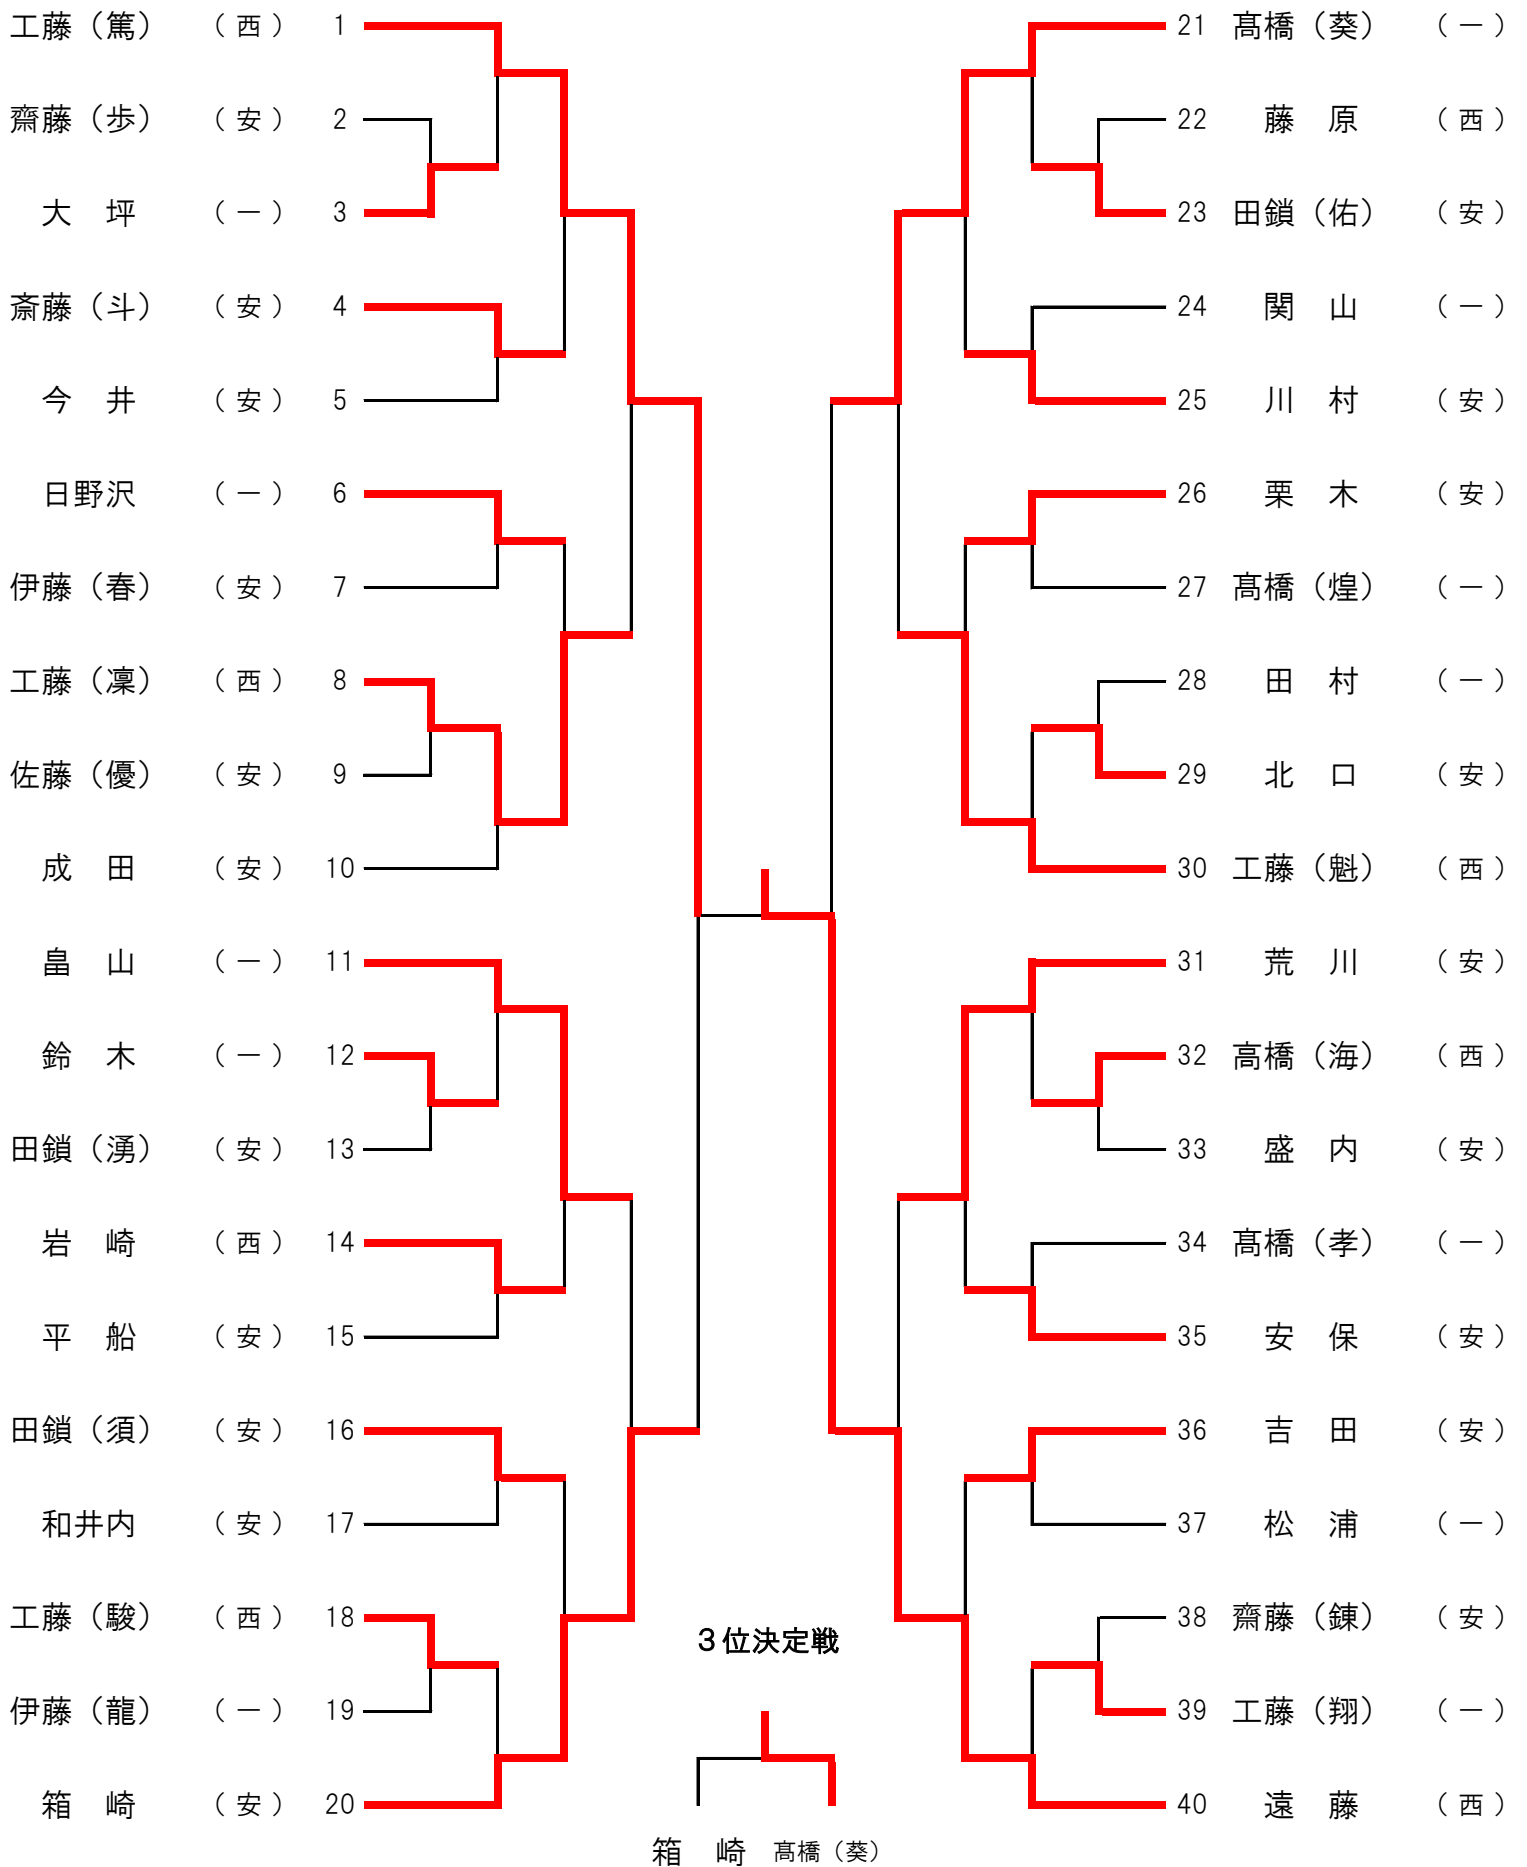 工藤（篤） （西） 1
齋藤（歩） （安） 2
大　坪 （一） 3
斎藤（斗） （安） 4
今　井 （安） 5
日野沢 （一） 6
伊藤（春） （安） 7
工藤（凜） （西） 8
佐藤（優） （安） 9
成　田 （安） 10
畠　山 （一） 11
鈴　木 （一） 12
田鎖（湧） （安） 13
岩　崎 （西） 14
平　船 （安） 15
田鎖（須） （安） 16
和井内 （安） 17
工藤（駿） （西） 18
伊藤（龍） （一） 19
箱　崎 （安） 20
21 髙橋（葵） （一）
22 藤　原 （西）
23 田鎖（佑） （安）
24 関　山 （一）
25 川　村 （安）
26 栗　木 （安）
27 髙橋（煌） （一）
28 田　村 （一）
29 北　口 （安）
30 工藤（魁） （西）
31 荒　川 （安）
32 高橋（海） （西）
33 盛　内 （安）
34 髙橋（孝） （一）
35 安　保 （安）
36 吉　田 （安）
37 松　浦 （一）
38 齋藤（錬） （安）
39 工藤（翔） （一）
40 遠　藤 （西）
３位決定戦
箱　崎 髙橋（葵）